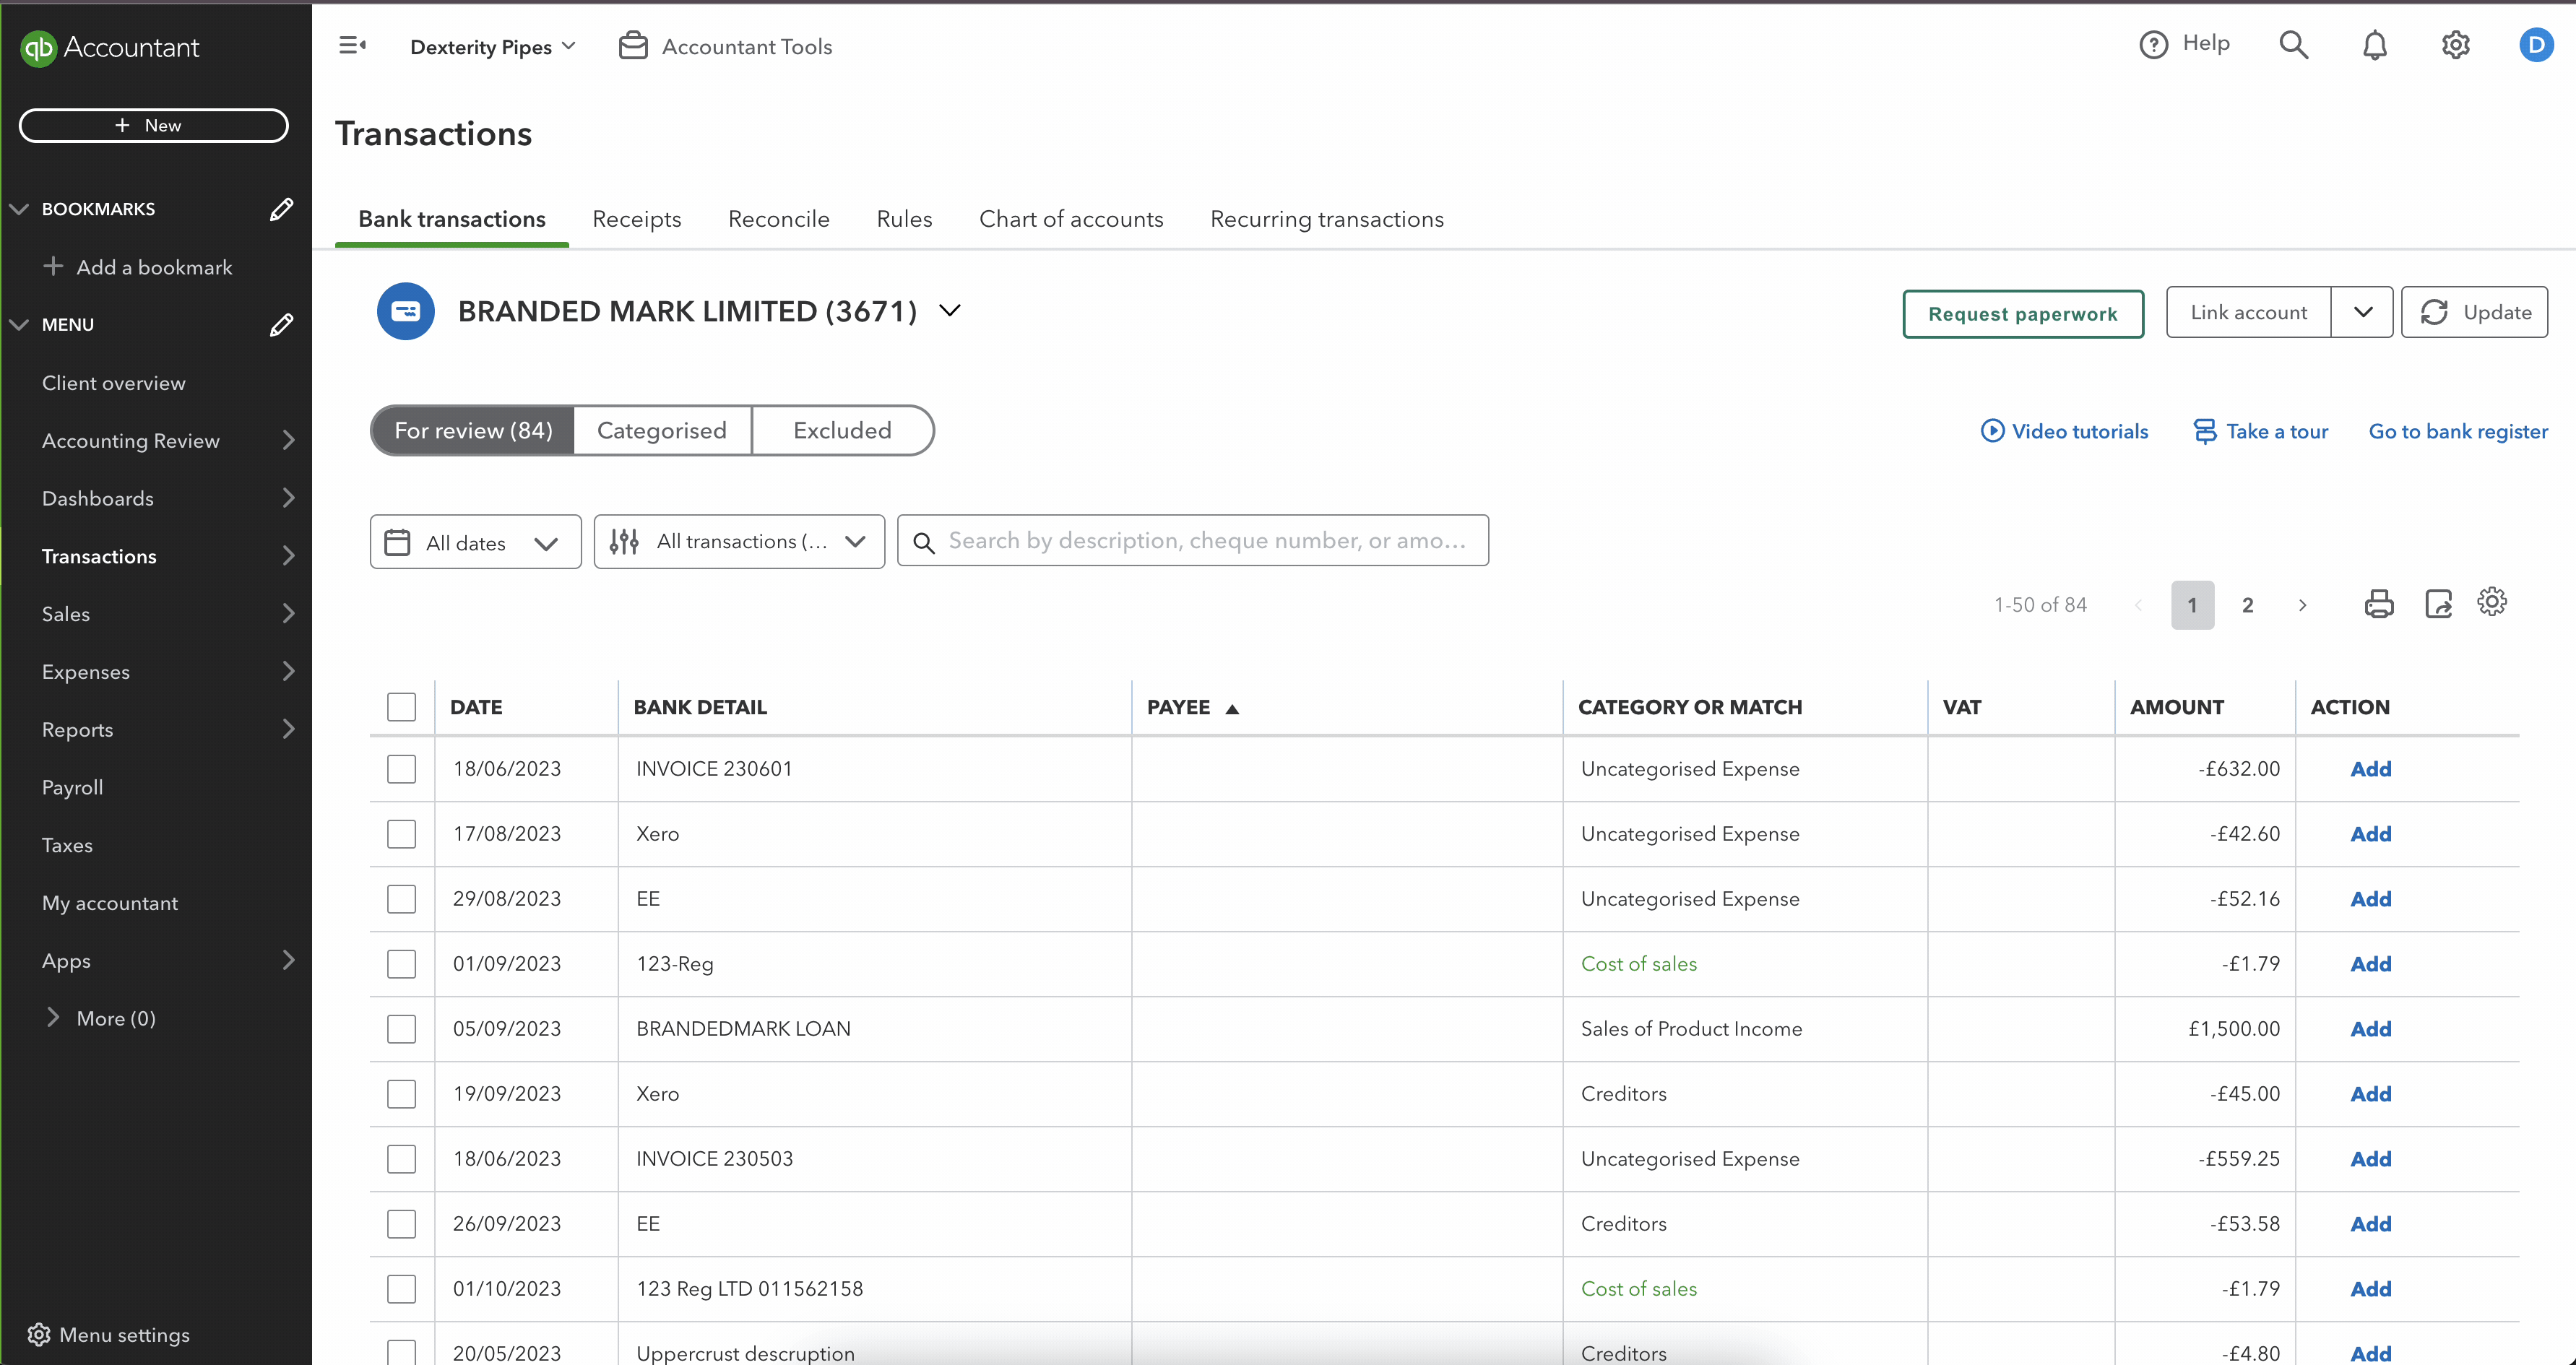 qb Accountant
Dexterity Pipes
Accountant Tools
Help
D
+ New
Transactions
BOOKMARKS
Add a bookmark
MENU
Client overview
Accounting Review
Dashboards
Transactions
Sales
Expenses
Reports
Payroll
Taxes
My accountant
Apps
More (0)
Menu settings
Bank transactions Receipts Reconcile Rules Chart of accounts Recurring transactions
BRANDED MARK LIMITED (3671)
Request paperwork Link account Update
For review (84) Categorised Excluded
Video tutorials Take a tour Go to bank register
All dates All transactions (... Search by description, cheque number, or amo...
1-50 of 84 1 2
DATE BANK DETAIL PAYEE CATEGORY OR MATCH VAT AMOUNT ACTION
18/06/2023 INVOICE 230601 Uncategorised Expense -£632.00 Add
17/08/2023 Xero Uncategorised Expense -£42.60 Add
29/08/2023 EE Uncategorised Expense -£52.16 Add
01/09/2023 123-Reg Cost of sales -£1.79 Add
05/09/2023 BRANDEDMARK LOAN Sales of Product Income £1,500.00 Add
19/09/2023 Xero Creditors -£45.00 Add
18/06/2023 INVOICE 230503 Uncategorised Expense -£559.25 Add
26/09/2023 EE Creditors -£53.58 Add
01/10/2023 123 Reg LTD 011562158 Cost of sales -£1.79 Add
20/05/2023 Uppercrust descruption Creditors -£4.80 Add